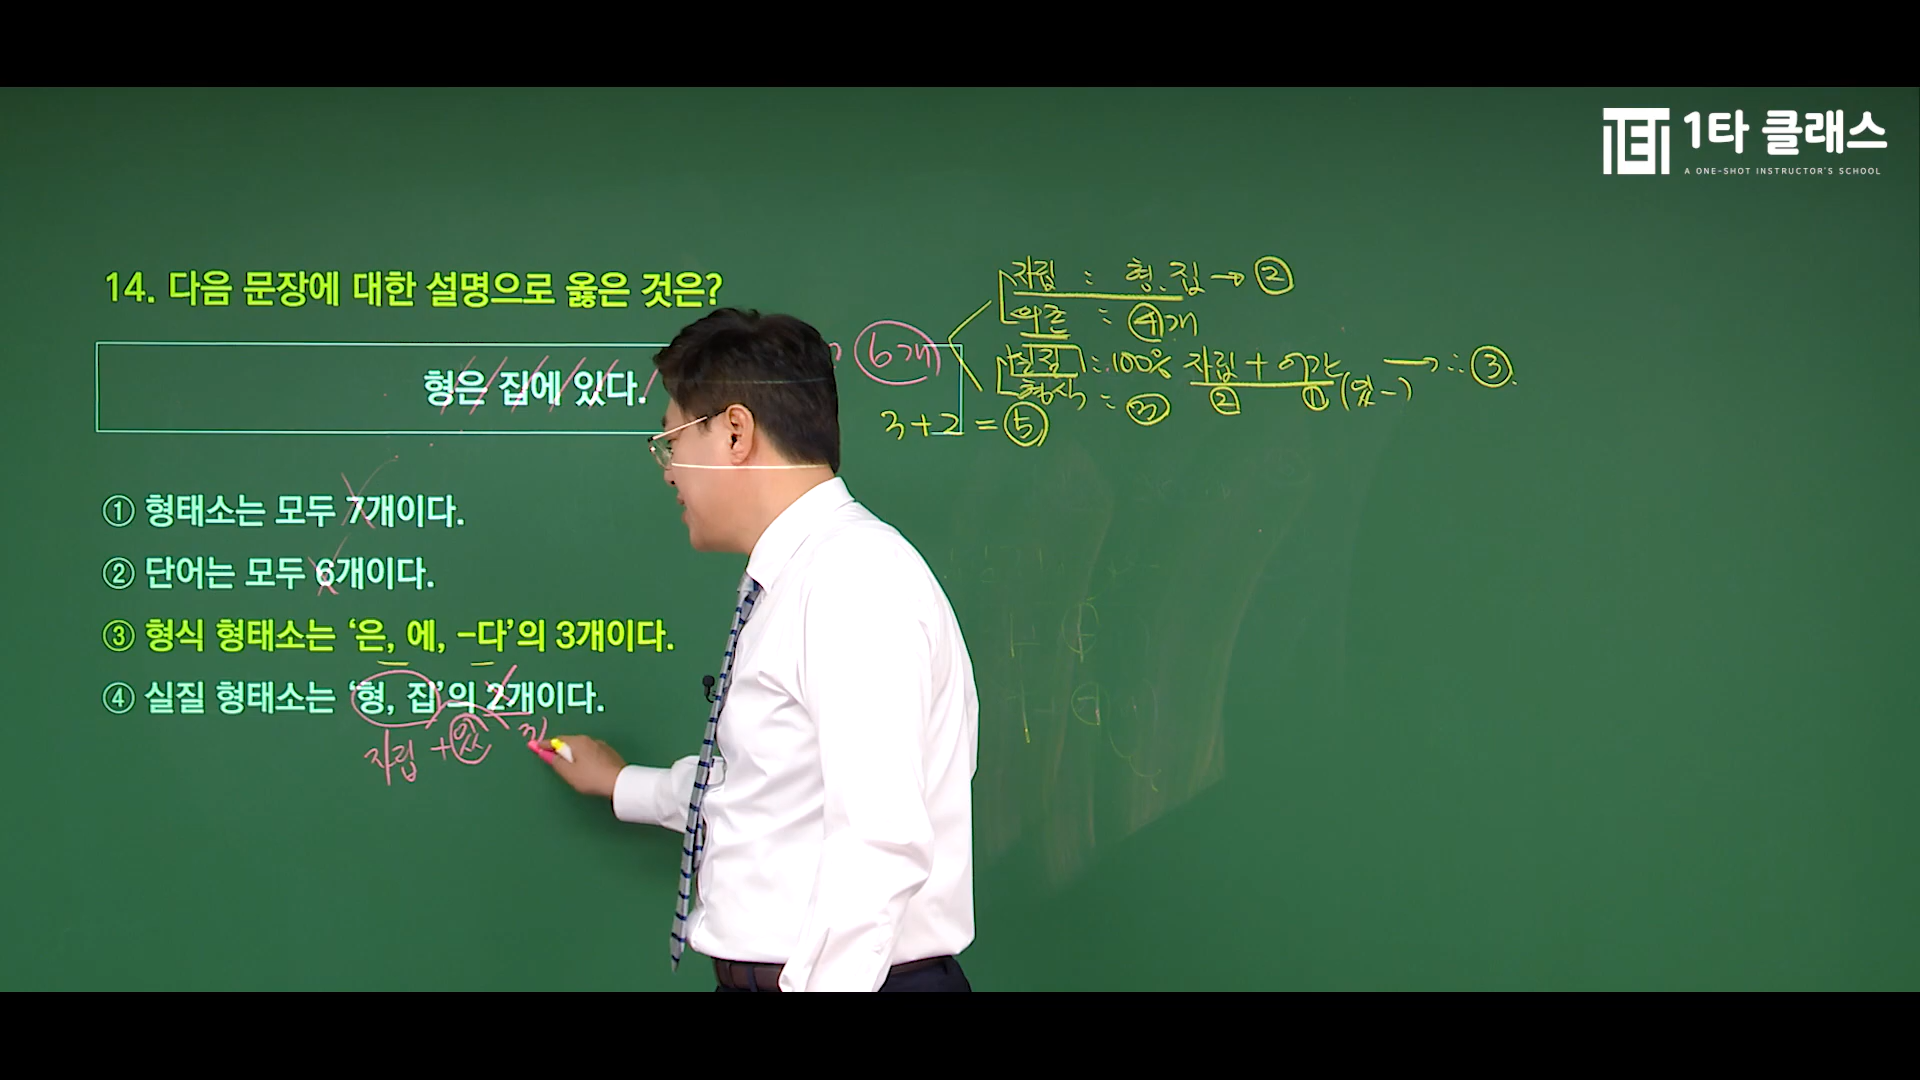 1타 클래스
A ONE-SHOT INSTRUCTOR'S SCHOOL
14. 다음 문장에 대한 설명으로 옳은 것은?
형은 집에 있다.
6개
자립 : 형, 집 → ②
의존 : ④개
실질 : 100% 자립 + 어간 → ∴ ③
② ① (있-)
형식 : ③
3+2 = ⑤
① 형태소는 모두 7개이다.
② 단어는 모두 6개이다.
③ 형식 형태소는 ‘은, 에, -다’의 3개이다.
④ 실질 형태소는 ‘형, 집’의 2개이다.
자립 + 있 3